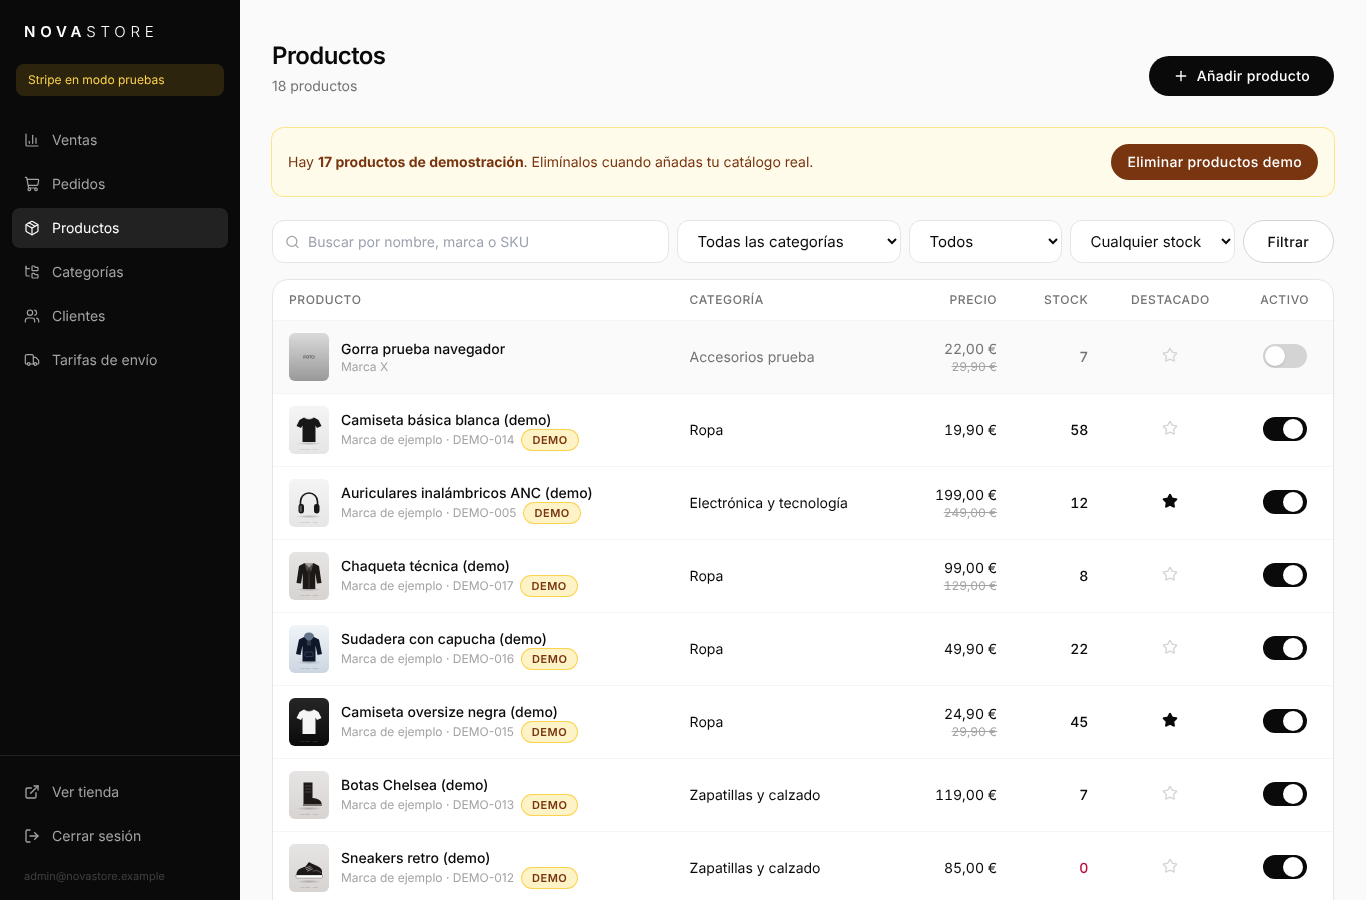 NOVASTORE
Stripe en modo pruebas
Ventas
Pedidos
Productos
Categorías
Clientes
Tarifas de envío
Ver tienda
Cerrar sesión
admin@novastore.example
Productos
18 productos
Añadir producto
Hay 17 productos de demostración. Elimínalos cuando añadas tu catálogo real.
Eliminar productos demo
Buscar por nombre, marca o SKU
Todas las categorías
Todos
Cualquier stock
Filtrar
PRODUCTO CATEGORÍA PRECIO STOCK DESTACADO ACTIVO
Gorra prueba navegador
Marca X
Accesorios prueba
22,00 €
29,90 €
7
Camiseta básica blanca (demo)
Marca de ejemplo · DEMO-014 DEMO
Ropa
19,90 €
58
Auriculares inalámbricos ANC (demo)
Marca de ejemplo · DEMO-005 DEMO
Electrónica y tecnología
199,00 €
249,00 €
12
Chaqueta técnica (demo)
Marca de ejemplo · DEMO-017 DEMO
Ropa
99,00 €
129,00 €
8
Sudadera con capucha (demo)
Marca de ejemplo · DEMO-016 DEMO
Ropa
49,90 €
22
Camiseta oversize negra (demo)
Marca de ejemplo · DEMO-015 DEMO
Ropa
24,90 €
29,90 €
45
Botas Chelsea (demo)
Marca de ejemplo · DEMO-013 DEMO
Zapatillas y calzado
119,00 €
7
Sneakers retro (demo)
Marca de ejemplo · DEMO-012 DEMO
Zapatillas y calzado
85,00 €
0